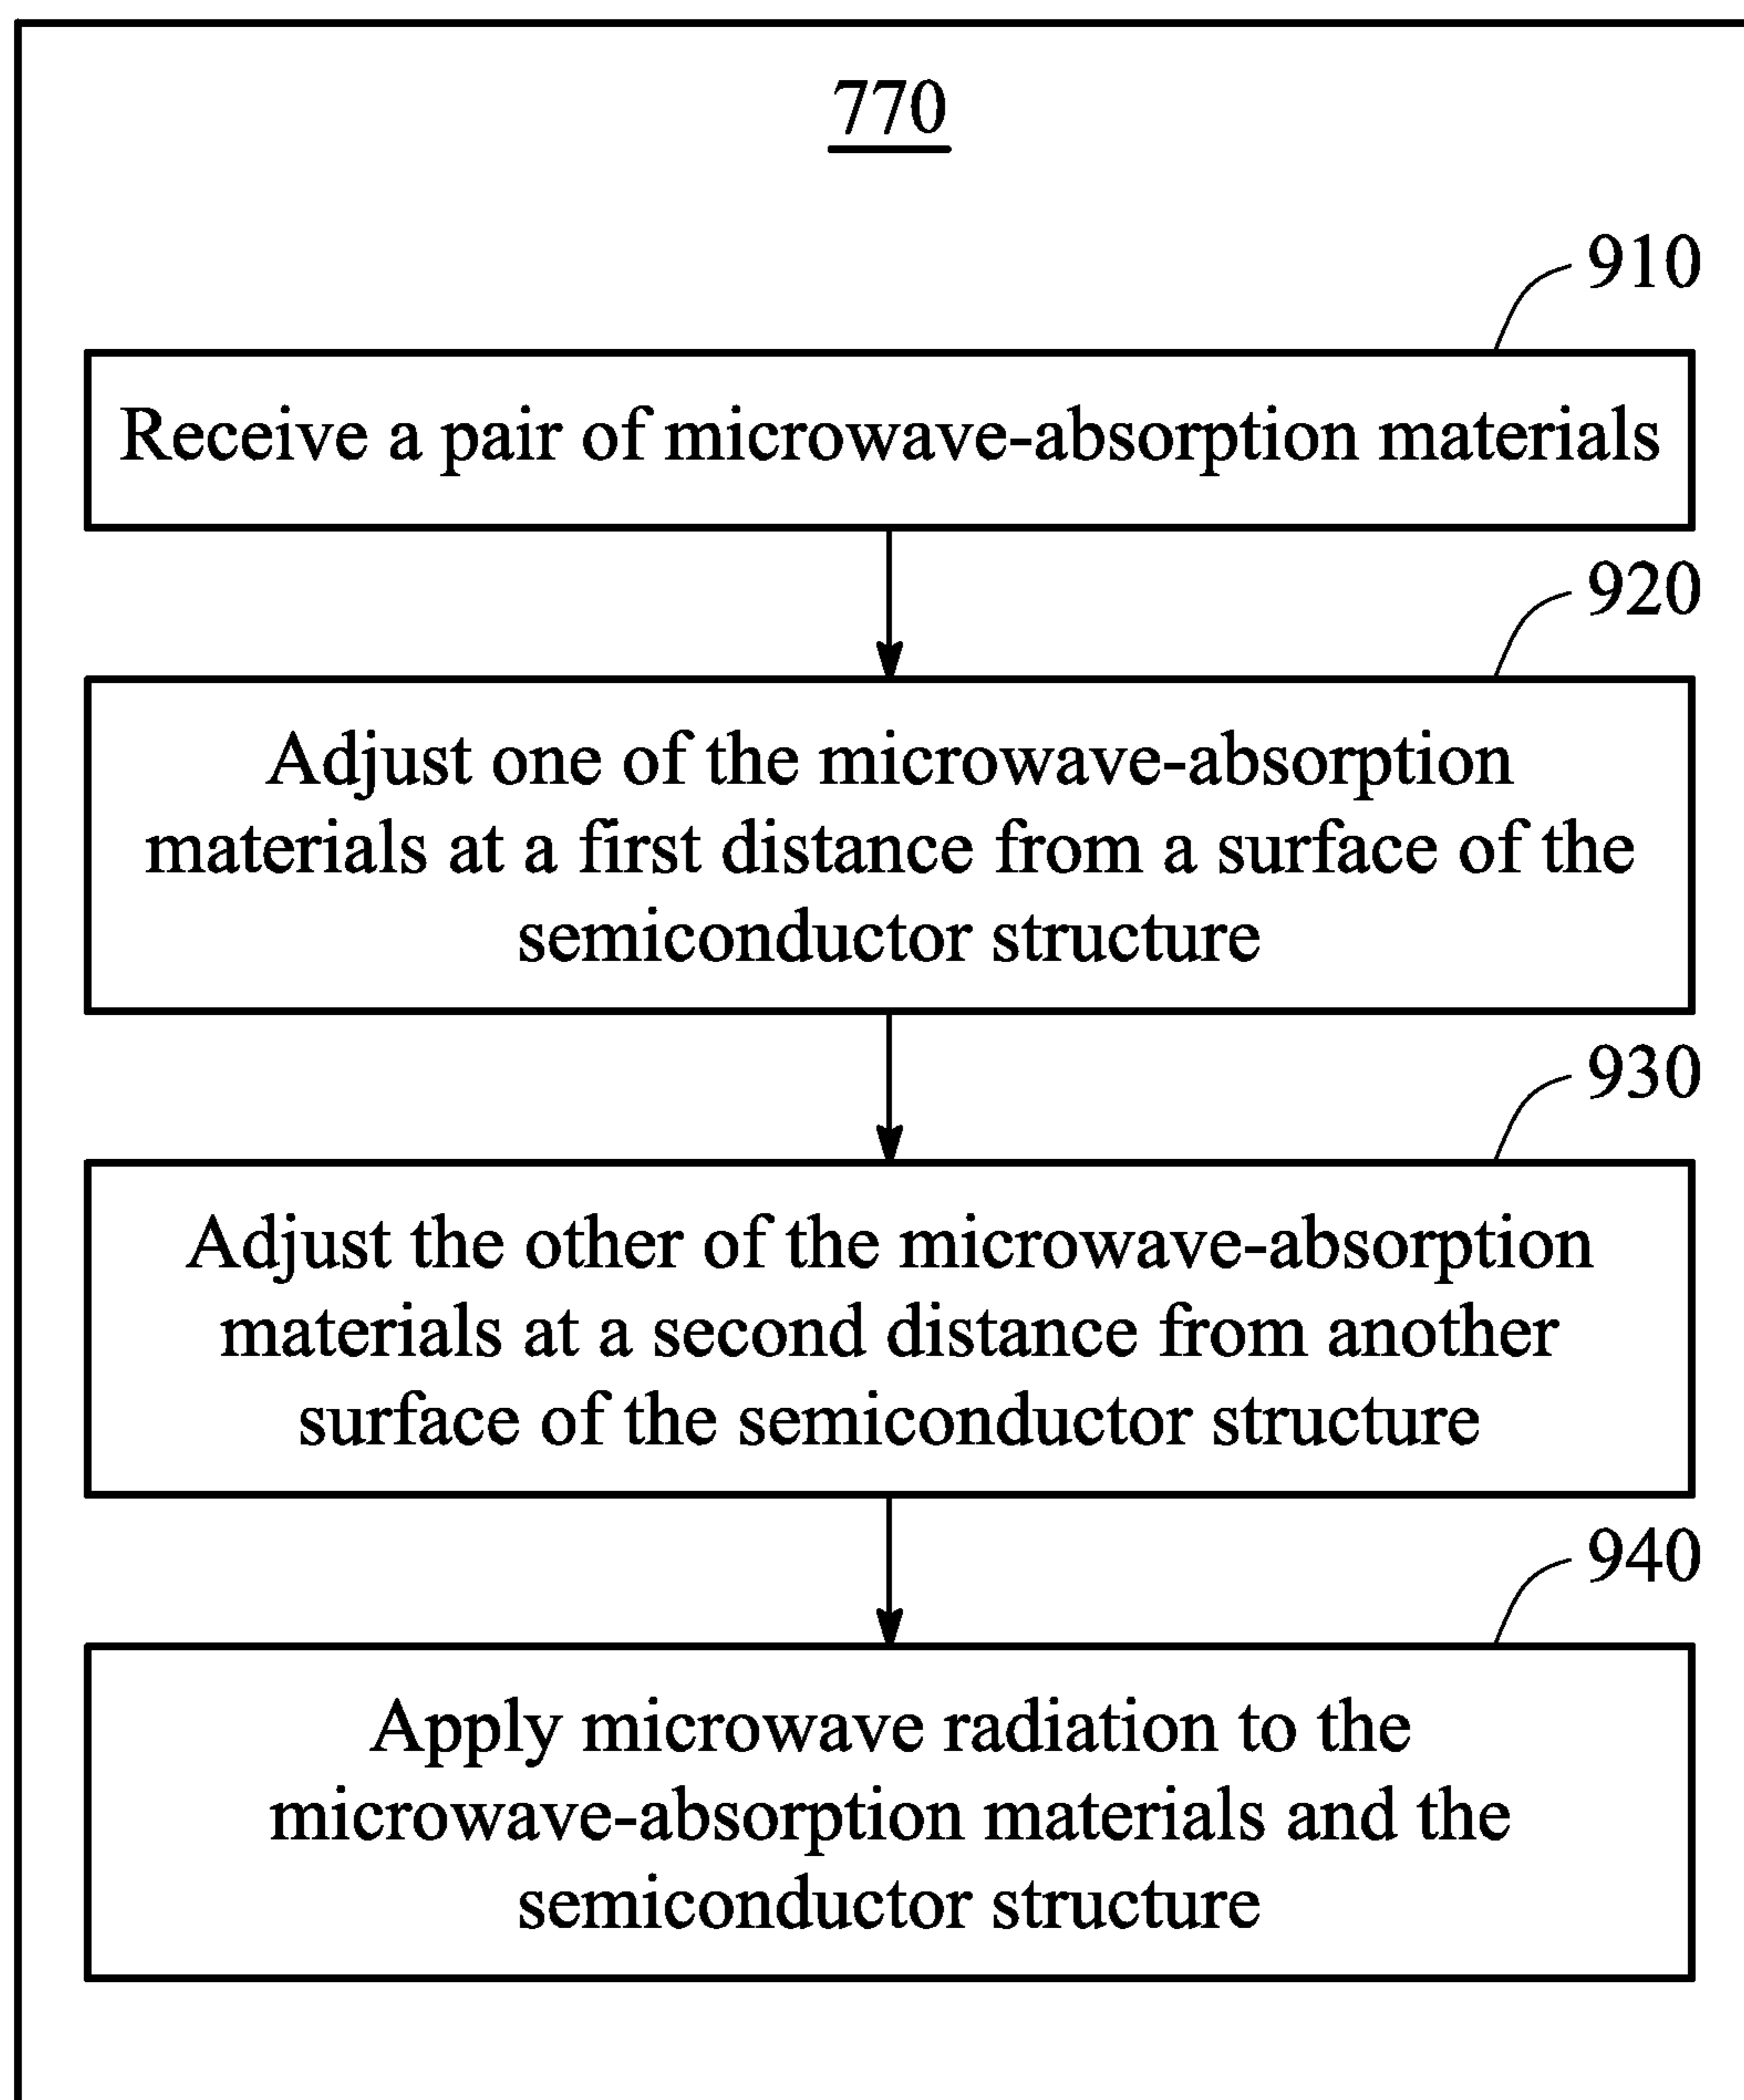 770
910
Receive a pair of microwave-absorption materials
920
Adjust one of the microwave-absorption
materials at a first distance from a surface of the
semiconductor structure
930
Adjust the other of the microwave-absorption
materials at a second distance from another
surface of the semiconductor structure
940
Apply microwave radiation to the
microwave-absorption materials and the
semiconductor structure